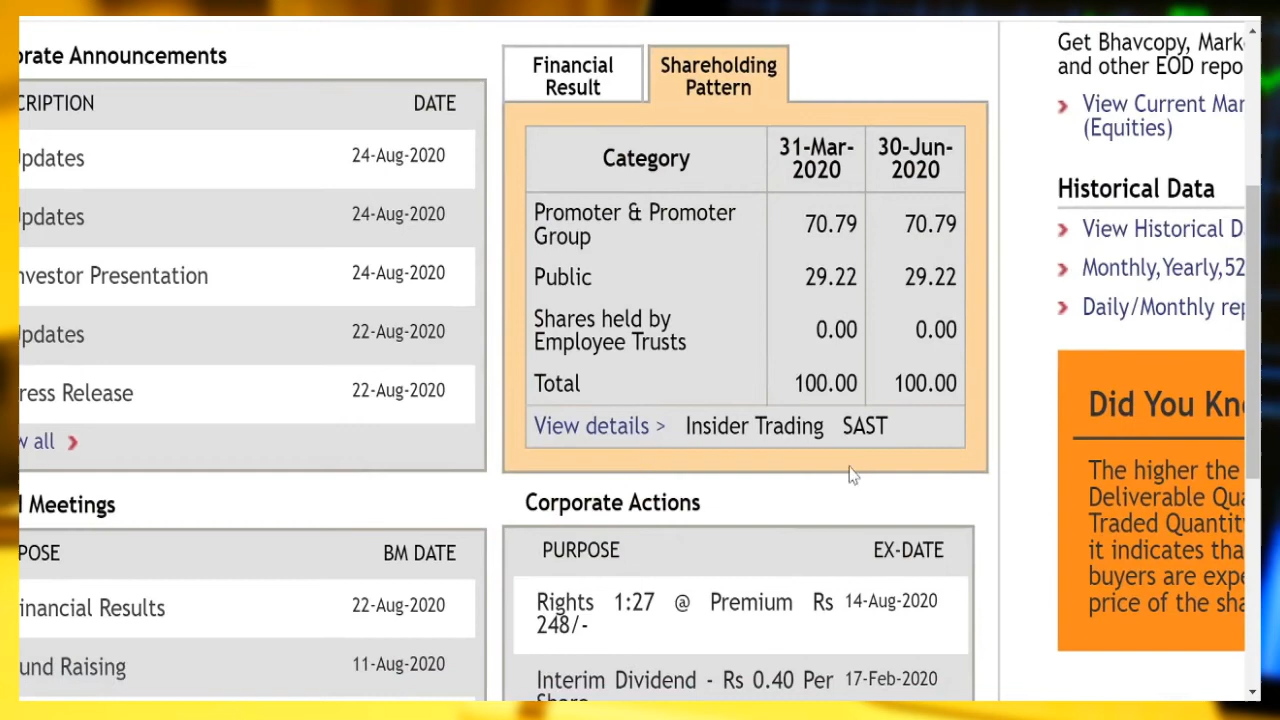 orate Announcements
CRIPTION DATE
pdates 24-Aug-2020
pdates 24-Aug-2020
nvestor Presentation 24-Aug-2020
pdates 22-Aug-2020
ress Release 22-Aug-2020
w all
l Meetings
POSE BM DATE
inancial Results 22-Aug-2020
und Raising 11-Aug-2020
Financial
Result
Shareholding
Pattern
Category 31-Mar-2020 30-Jun-2020
Promoter & Promoter
Group 70.79 70.79
Public 29.22 29.22
Shares held by
Employee Trusts 0.00 0.00
Total 100.00 100.00
View details > Insider Trading SAST
Corporate Actions
PURPOSE EX-DATE
Rights 1:27 @ Premium Rs 14-Aug-2020
248/-
Interim Dividend - Rs 0.40 Per 17-Feb-2020
Share
Get Bhavcopy, Mark
and other EOD repo
View Current Mar
(Equities)
Historical Data
View Historical D
Monthly,Yearly,52
Daily/Monthly rep
Did You Kn
The higher the
Deliverable Qua
Traded Quantit
it indicates tha
buyers are expe
price of the sha